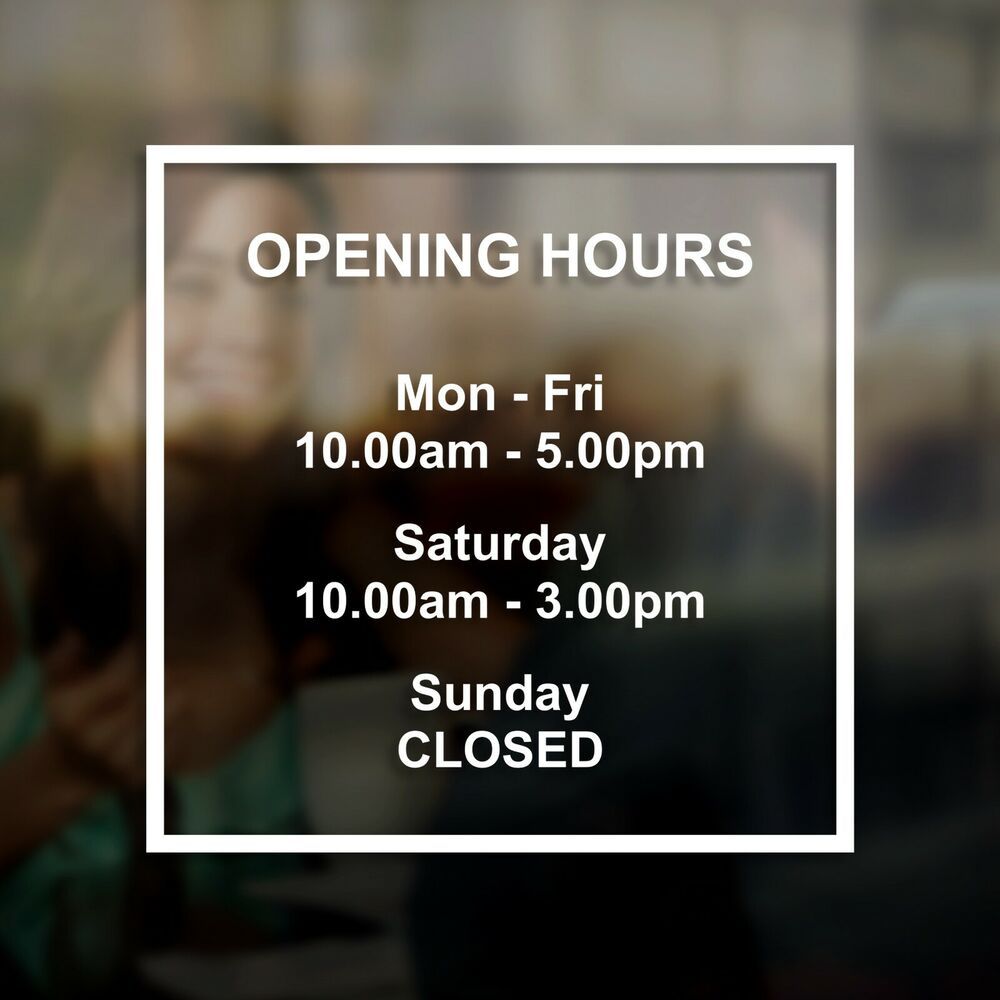 OPENING HOURS
Mon - Fri
10.00am - 5.00pm
Saturday
10.00am - 3.00pm
Sunday
CLOSED